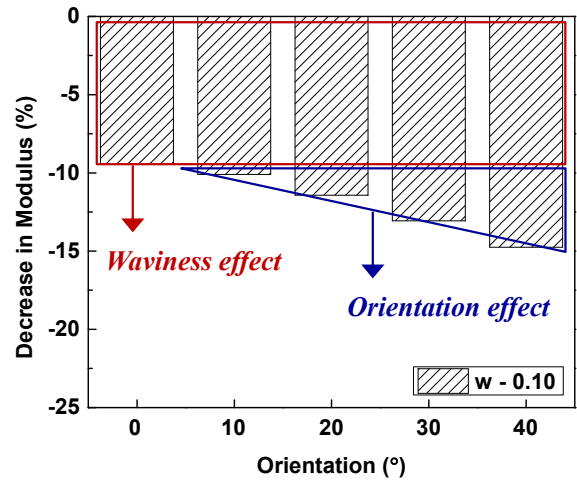 0
-5
-10
-15
-20
-25
Decrease in Modulus (%)
Waviness effect
Orientation effect
w - 0.10
0 10 20 30 40
Orientation (°)